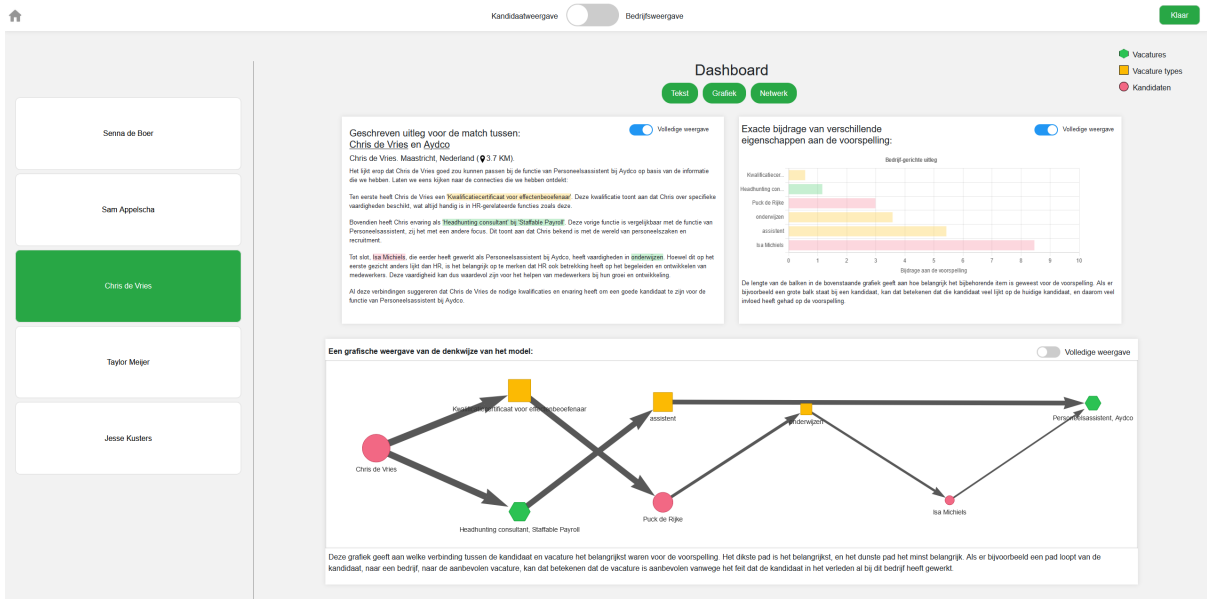 Kandidaatweergave
Bedrijfsweergave
Klaar
Vacatures
Vacature types
Kandidaten
Senna de Boer
Sam Appelscha
Chris de Vries
Taylor Meijer
Jesse Kusters
Dashboard
Tekst
Grafiek
Netwerk
Geschreven uitleg voor de match tussen:
Chris de Vries en Aydco
Volledige weergave
Chris de Vries. Maastricht, Nederland (3.7 KM).
Het lijkt erop dat Chris de Vries goed zou kunnen passen bij de functie van Personeelsassistent bij Aydco op basis van de informatie
die we hebben. Laten we eens kijken naar de connecties die we hebben ontdekt:
Ten eerste heeft Chris de Vries een 'Kwalificatiecertificaat voor effectenbeoefenaar'. Deze kwalificatie toont aan dat Chris over specifieke
vaardigheden beschikt, wat altijd handig is in HR-gerelateerde functies zoals deze.
Bovendien heeft Chris ervaring als 'Headhunting consultant' bij 'Staffable Payroll'. Deze vorige functie is vergelijkbaar met de functie van
Personeelsassistent, zij het met een andere focus. Dit toont aan dat Chris bekend is met de wereld van personeelszaken en
recruitment.
Tot slot, Isa Michiels, die eerder heeft gewerkt als Personeelsassistent bij Aydco, heeft vaardigheden in onderwijzen. Hoewel dit op het
eerste gezicht anders lijkt dan HR, is het belangrijk op te merken dat HR ook betrekking heeft op het begeleiden en ontwikkelen van
medewerkers. Deze vaardigheid kan dus waardevol zijn voor het helpen van medewerkers bij hun groei en ontwikkeling.
Al deze verbindingen suggereren dat Chris de Vries de nodige kwalificaties en ervaring heeft om een goede kandidaat te zijn voor de
functie van Personeelsassistent bij Aydco.
Exacte bijdrage van verschillende
eigenschappen aan de voorspelling:
Volledige weergave
Bedrijf-gerichte uitleg
Kwalificatiecer...
Headhunting con...
Puck de Rijke
onderwijzen
assistent
Isa Michiels
0 1 2 3 4 5 6 7 8 9 10
Bijdrage aan de voorspelling
De lengte van de balken in de bovenstaande grafiek geeft aan hoe belangrijk het bijbehorende item is geweest voor de voorspelling. Als er
bijvoorbeeld een grote balk staat bij een kandidaat, kan dat betekenen dat die kandidaat veel lijkt op de huidige kandidaat, en daarom veel
invloed heeft gehad op de voorspelling.
Een grafische weergave van de denkwijze van het model:
Volledige weergave
Kwalificatiecertificaat voor effectenbeoefenaar
assistent
onderwijzen
Personeelsassistent, Aydco
Chris de Vries
Headhunting consultant, Staffable Payroll
Puck de Rijke
Isa Michiels
Deze grafiek geeft aan welke verbinding tussen de kandidaat en vacature het belangrijkst waren voor de voorspelling. Het dikste pad is het belangrijkst, en het dunste pad het minst belangrijk. Als er bijvoorbeeld een pad loopt van de
kandidaat, naar een bedrijf, naar de aanbevolen vacature, kan dat betekenen dat de vacature is aanbevolen vanwege het feit dat de kandidaat in het verleden al bij dit bedrijf heeft gewerkt.